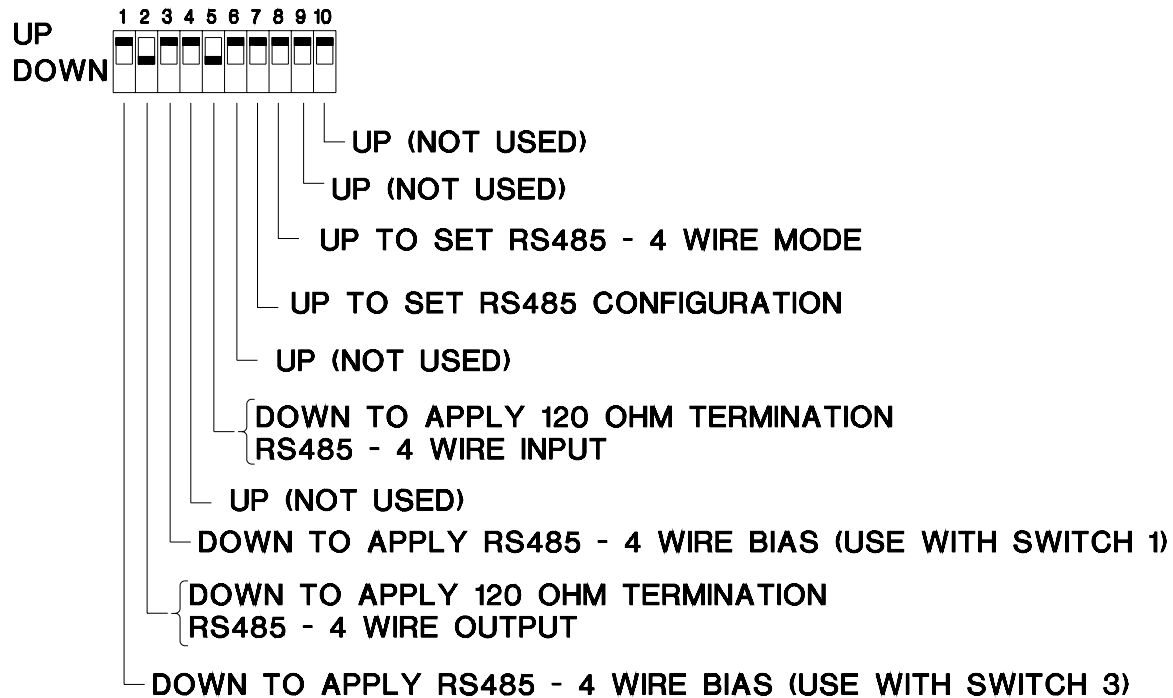 1 2 3 4 5 6 7 8 9 10
UP
DOWN
UP (NOT USED)
UP (NOT USED)
UP TO SET RS485 - 4 WIRE MODE
UP TO SET RS485 CONFIGURATION
UP (NOT USED)
DOWN TO APPLY 120 OHM TERMINATION
RS485 - 4 WIRE INPUT
UP (NOT USED)
DOWN TO APPLY RS485 - 4 WIRE BIAS (USE WITH SWITCH 1)
DOWN TO APPLY 120 OHM TERMINATION
RS485 - 4 WIRE OUTPUT
DOWN TO APPLY RS485 - 4 WIRE BIAS (USE WITH SWITCH 3)